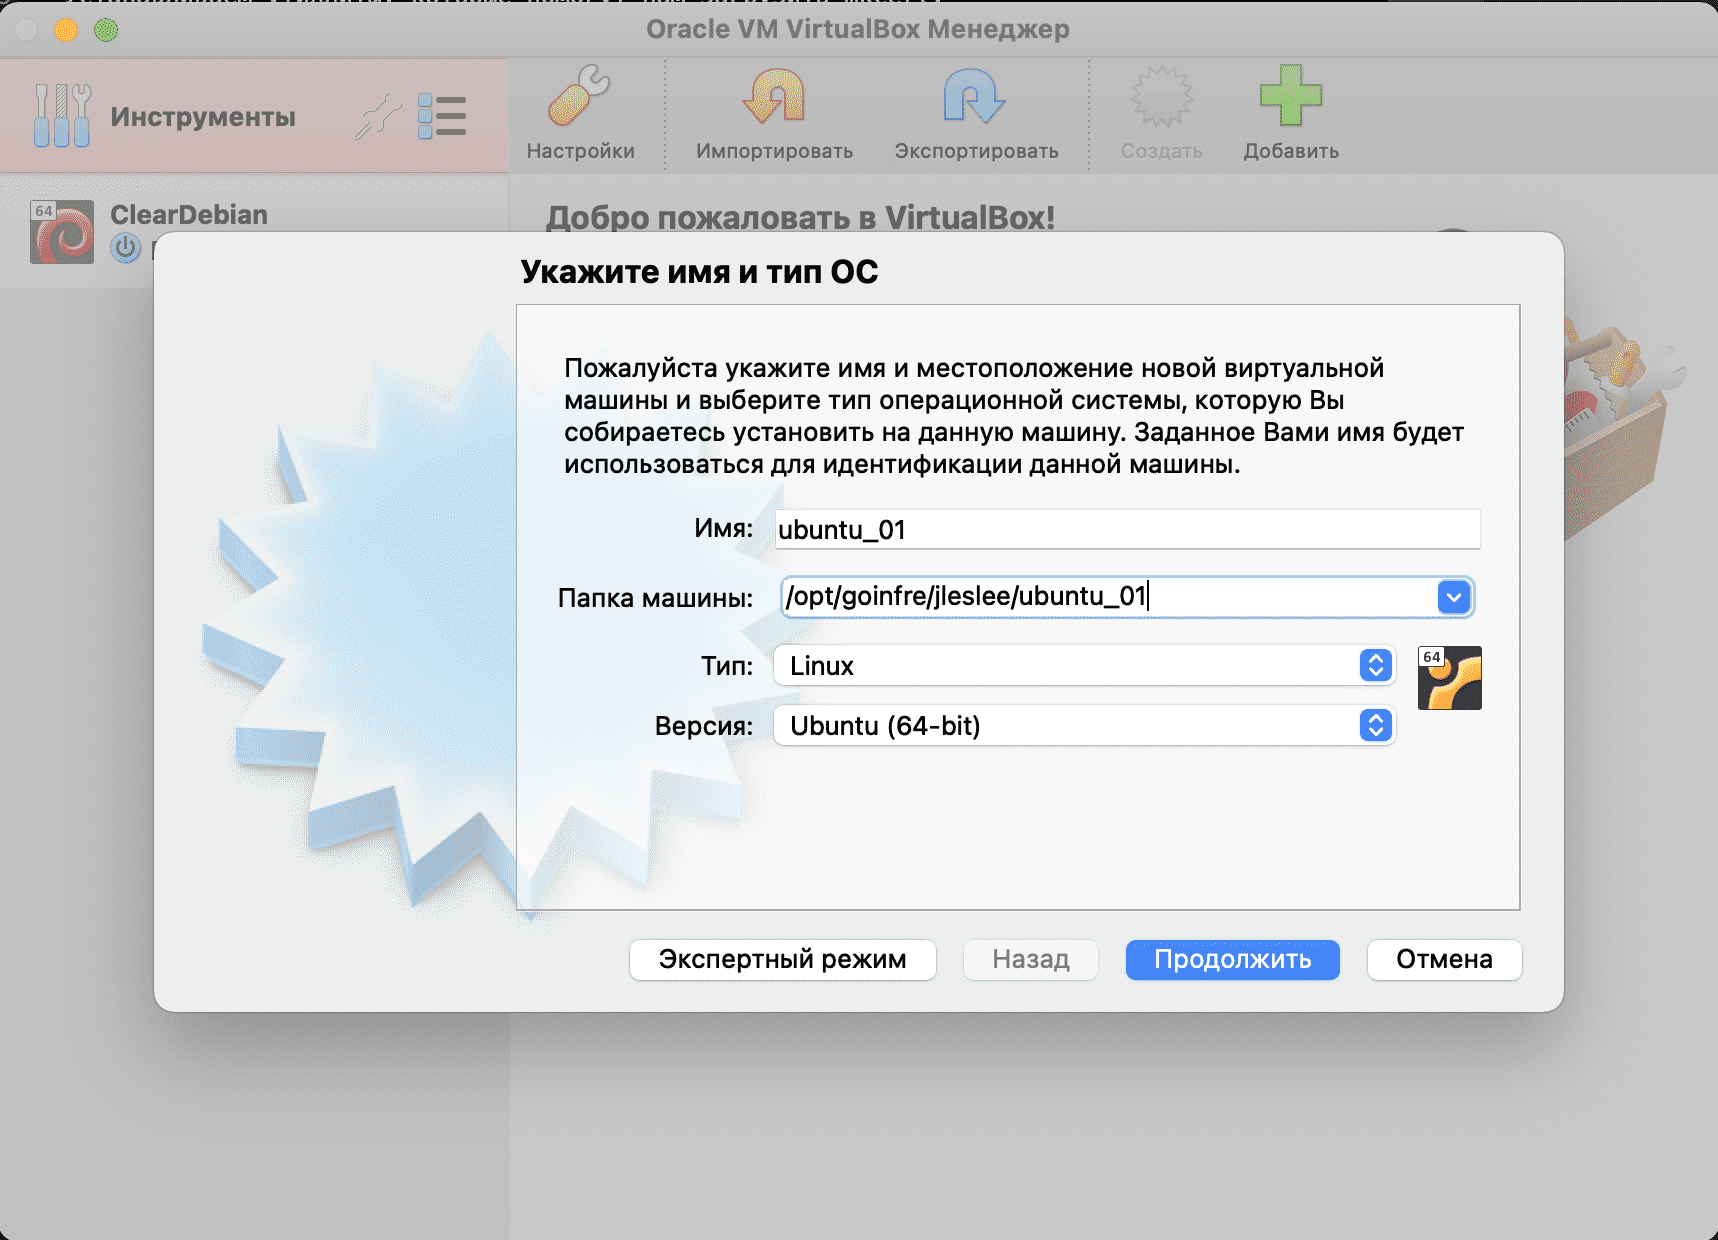 Oracle VM VirtualBox Менеджер
Инструменты
Настройки
Импортировать
Экспортировать
Создать
Добавить
64
ClearDebian
Добро пожаловать в VirtualBox!
Укажите имя и тип ОС
Пожалуйста укажите имя и местоположение новой виртуальной
машины и выберите тип операционной системы, которую Вы
собираетесь установить на данную машину. Заданное Вами имя будет
использоваться для идентификации данной машины.
Имя: ubuntu_01
Папка машины: /opt/goinfre/jleslee/ubuntu_01
Тип: Linux
64
Версия: Ubuntu (64-bit)
Экспертный режим
Назад
Продолжить
Отмена